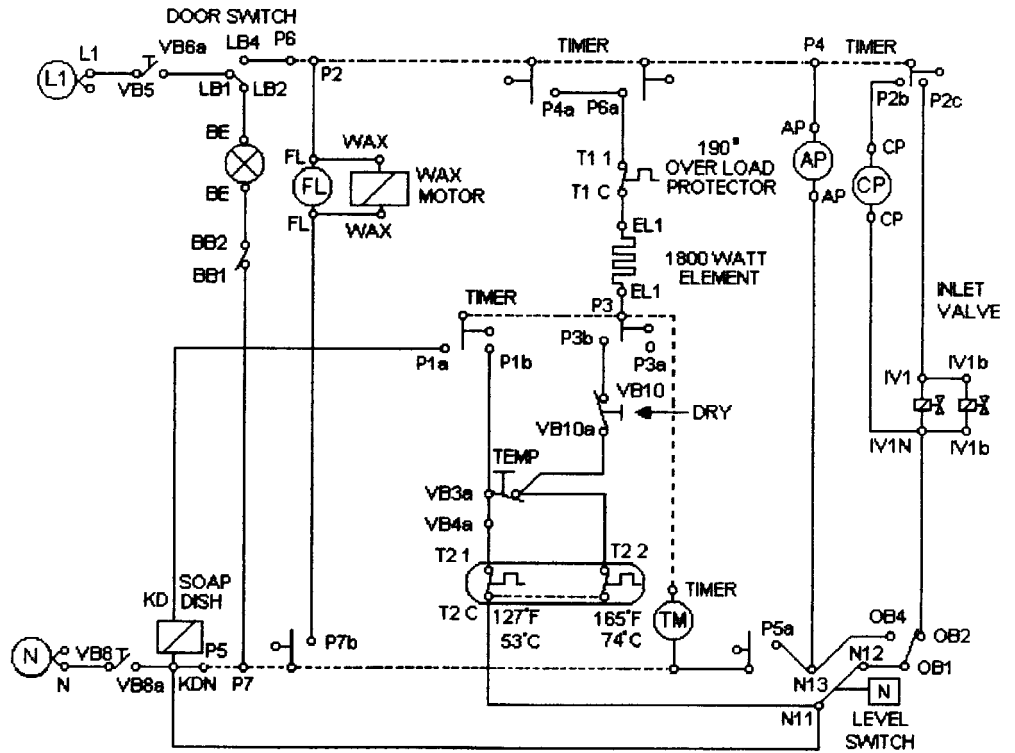 DOOR SWITCH
L1
L1
VB5
VB6a
LB4
P6
LB1
LB2
P2
TIMER
P4a
P6a
P4
TIMER
P2b
P2c
BE
BE
FL
WAX
FL
WAX
MOTOR
FL
WAX
T1 1
T1 C
190°
OVER LOAD
PROTECTOR
AP
AP
AP
CP
CP
CP
BB2
BB1
EL1
1800 WATT
ELEMENT
EL1
INLET
VALVE
TIMER
P3
P1a
P1b
P3b
P3a
IV1
IV1b
VB10
DRY
VB10a
IV1N
IV1b
TEMP
VB3a
VB4a
T2 1
T2 2
T2 C
127°F
53°C
165°F
74°C
TIMER
TM
KD
SOAP
DISH
P5
P7b
P5a
OB4
OB2
N
VB8
N
VB8a
KDN
P7
N13
N12
OB1
N11
N
LEVEL
SWITCH